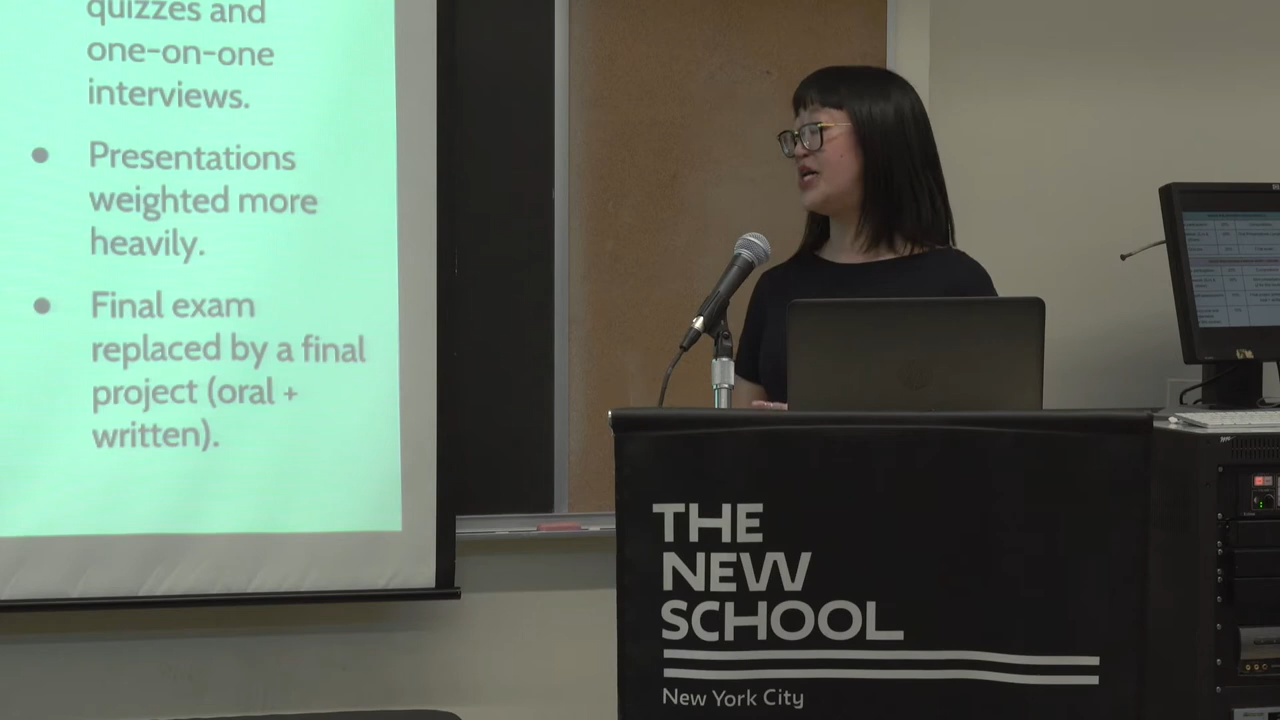 quizzes and
one-on-one
interviews.
● Presentations
weighted more
heavily.
● Final exam
replaced by a final
project (oral +
written).
THE
NEW
SCHOOL
New York City